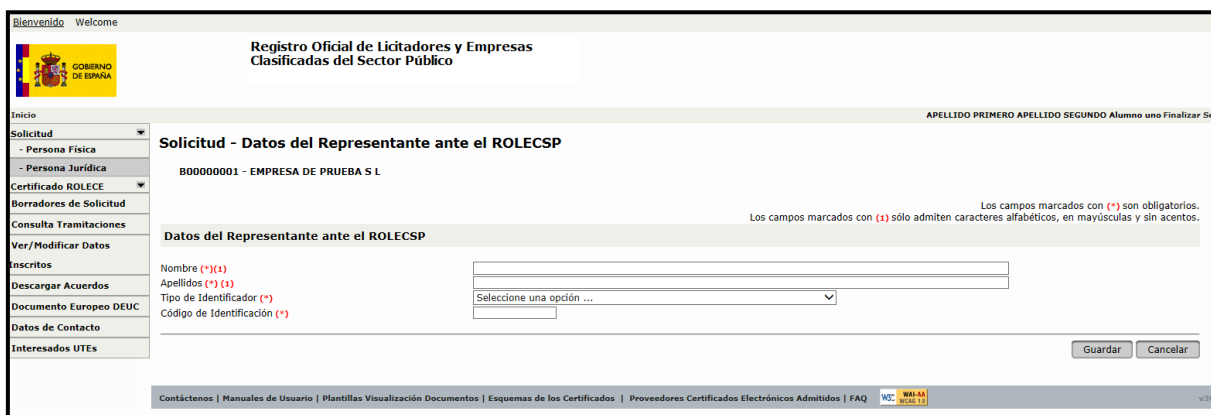 Bienvenido Welcome
GOBIERNO
DE ESPAÑA
Registro Oficial de Licitadores y Empresas
Clasificadas del Sector Público
Inicio
APELLIDO PRIMERO APELLIDO SEGUNDO Alumno uno Finalizar Se
Solicitud
- Persona Física
- Persona Jurídica
Certificado ROLECE
Borradores de Solicitud
Consulta Tramitaciones
Ver/Modificar Datos
Inscritos
Descargar Acuerdos
Documento Europeo DEUC
Datos de Contacto
Interesados UTEs
Solicitud - Datos del Representante ante el ROLECSP
B00000001 - EMPRESA DE PRUEBA S L
Los campos marcados con (*) son obligatorios.
Los campos marcados con (1) sólo admiten caracteres alfabéticos, en mayúsculas y sin acentos.
Datos del Representante ante el ROLECSP
Nombre (*)(1)
Apellidos (*) (1)
Tipo de Identificador (*) Seleccione una opción ...
Código de Identificación (*)
Guardar Cancelar
Contáctenos | Manuales de Usuario | Plantillas Visualización Documentos | Esquemas de los Certificados | Proveedores Certificados Electrónicos Admitidos | FAQ W3C WAI-AA WCAG 1.0